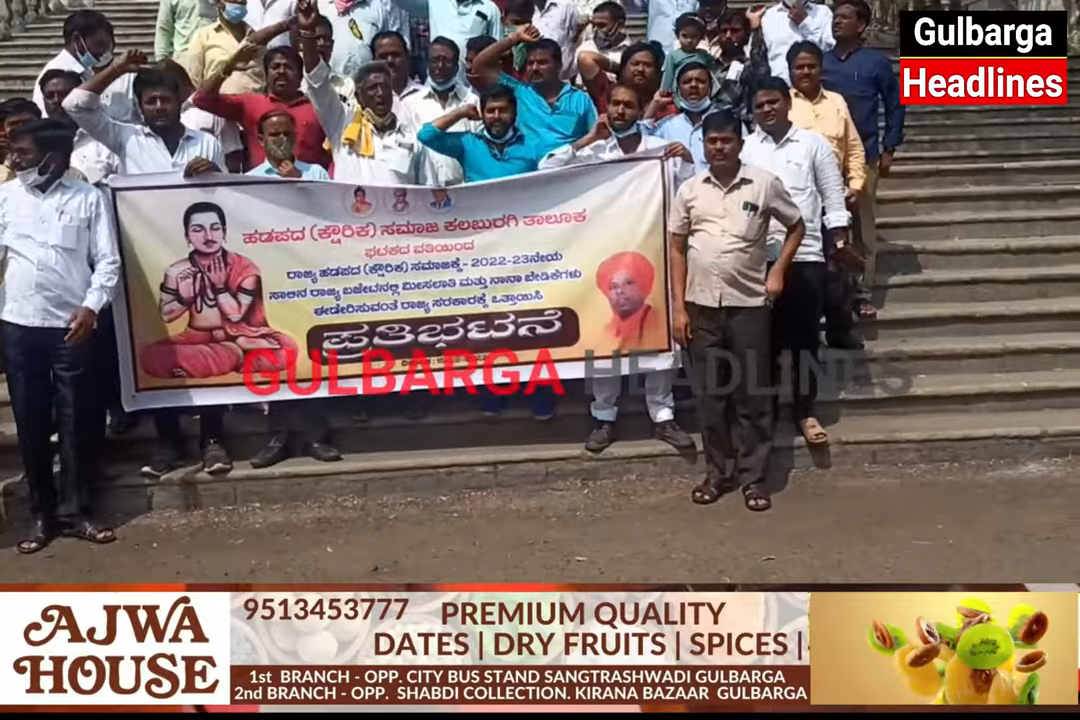 Gulbarga
Headlines
ಹಡಪದ (ಕ್ಷೌರಿಕ) ಸಮಾಜ ಕಲಬುರಗಿ ತಾಲೂಕ
ಘಟಕದ ವತಿಯಿಂದ
ರಾಜ್ಯ ಹಡಪದ (ಕ್ಷೌರಿಕ) ಸಮಾಜಕ್ಕೆ- 2022-23ನೇಯ
ಸಾಲಿನ ರಾಜ್ಯ ಬಜೇಟನಲ್ಲಿ ಮೀಸಲಾತಿ ಮತ್ತು ನಾನಾ ಬೇಡಿಕೆಗಳು
ಈಡೇರಿಸುವಂತೆ ರಾಜ್ಯ ಸರಕಾರಕ್ಕೆ ಒತ್ತಾಯಿಸಿ
ಪ್ರತಿಭಟನೆ
GULBARGA HEADLINES
AJWA
HOUSE
9513453777 PREMIUM QUALITY
DATES | DRY FRUITS | SPICES |
1st BRANCH - OPP. CITY BUS STAND SANGTRASHWADI GULBARGA
2nd BRANCH - OPP. SHABDI COLLECTION. KIRANA BAZAAR GULBARGA